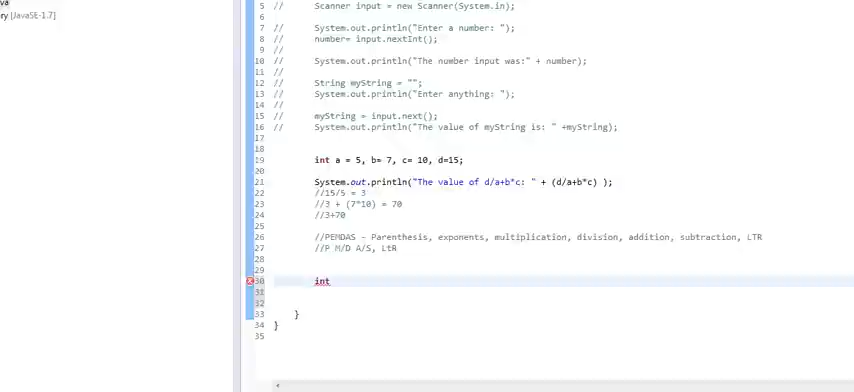 va
ry [JavaSE-1.7]
5 // Scanner input = new Scanner(System.in);
6
7 // System.out.println("Enter a number: ");
8 // number= input.nextInt();
9 //
10 // System.out.println("The number input was:" + number);
11 //
12 // String myString = "";
13 // System.out.println("Enter anything: ");
14 //
15 // myString = input.next();
16 // System.out.println("The value of myString is: " +myString);
17
18
19 int a = 5, b= 7, c= 10, d=15;
20
21 System.out.println("The value of d/a+b*c: " + (d/a+b*c) );
22 //15/5 = 3
23 //3 + (7*10) = 70
24 //3+70
25
26 //PEMDAS - Parenthesis, exponents, multiplication, division, addition, subtraction, LTR
27 //P M/D A/S, LtR
28
29
30 int
31
32
33 }
34 }
35